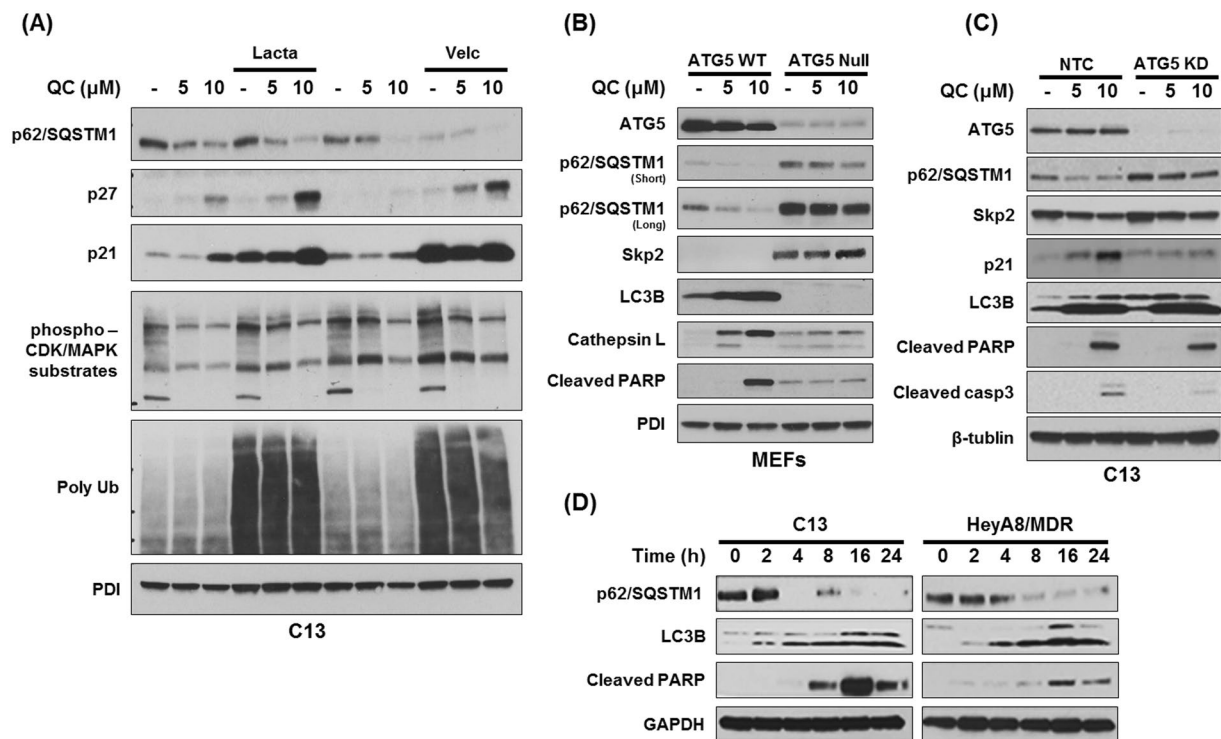 (A)
Lacta Velc
QC (μM) - 5 10 - 5 10 - 5 10 - 5 10
p62/SQSTM1
p27
p21
phospho –
CDK/MAPK
substrates
Poly Ub
PDI
C13
(B)
ATG5 WT ATG5 Null
QC (μM) - 5 10 - 5 10
ATG5
p62/SQSTM1
(Short)
p62/SQSTM1
(Long)
Skp2
LC3B
Cathepsin L
Cleaved PARP
PDI
MEFs
(C)
NTC ATG5 KD
QC (μM) - 5 10 - 5 10
ATG5
p62/SQSTM1
Skp2
p21
LC3B
Cleaved PARP
Cleaved casp3
β-tublin
C13
(D)
C13 HeyA8/MDR
Time (h) 0 2 4 8 16 24 0 2 4 8 16 24
p62/SQSTM1
LC3B
Cleaved PARP
GAPDH